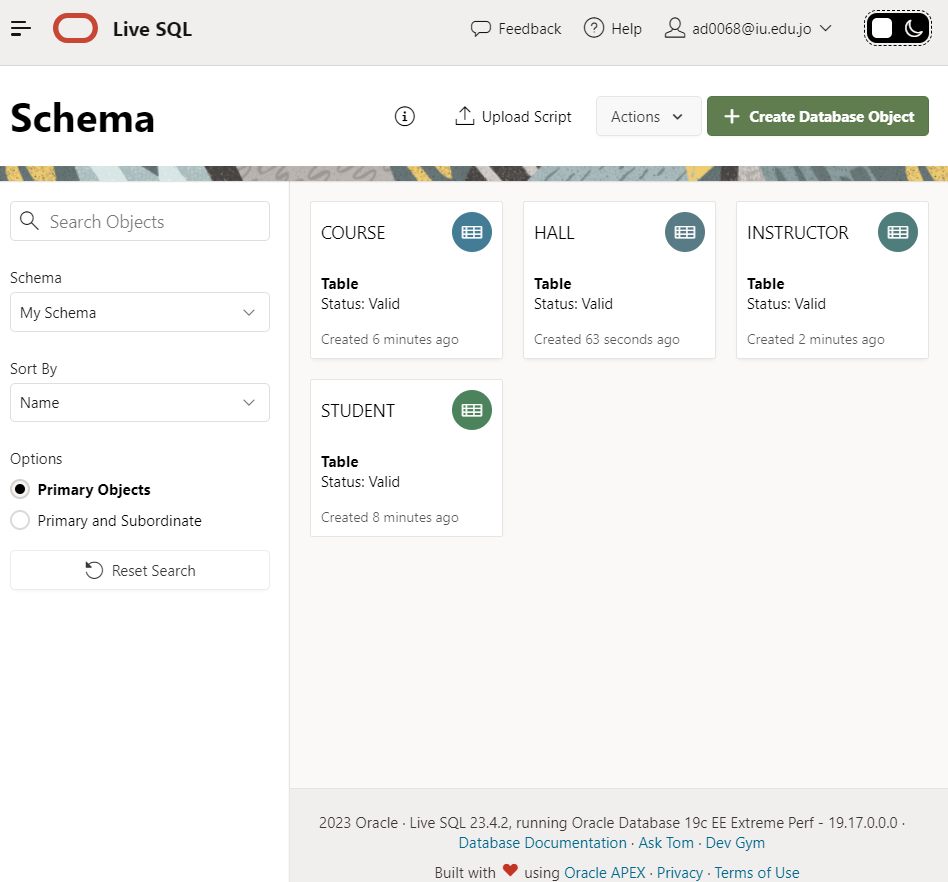 Live SQL
Feedback
Help
ad0068@iu.edu.jo
Schema
Upload Script
Actions
Create Database Object
Search Objects
Schema
My Schema
Sort By
Name
Options
Primary Objects
Primary and Subordinate
Reset Search
COURSE
Table
Status: Valid
Created 6 minutes ago
HALL
Table
Status: Valid
Created 63 seconds ago
INSTRUCTOR
Table
Status: Valid
Created 2 minutes ago
STUDENT
Table
Status: Valid
Created 8 minutes ago
2023 Oracle · Live SQL 23.4.2, running Oracle Database 19c EE Extreme Perf - 19.17.0.0.0 ·
Database Documentation · Ask Tom · Dev Gym
Built with ❤ using Oracle APEX · Privacy · Terms of Use